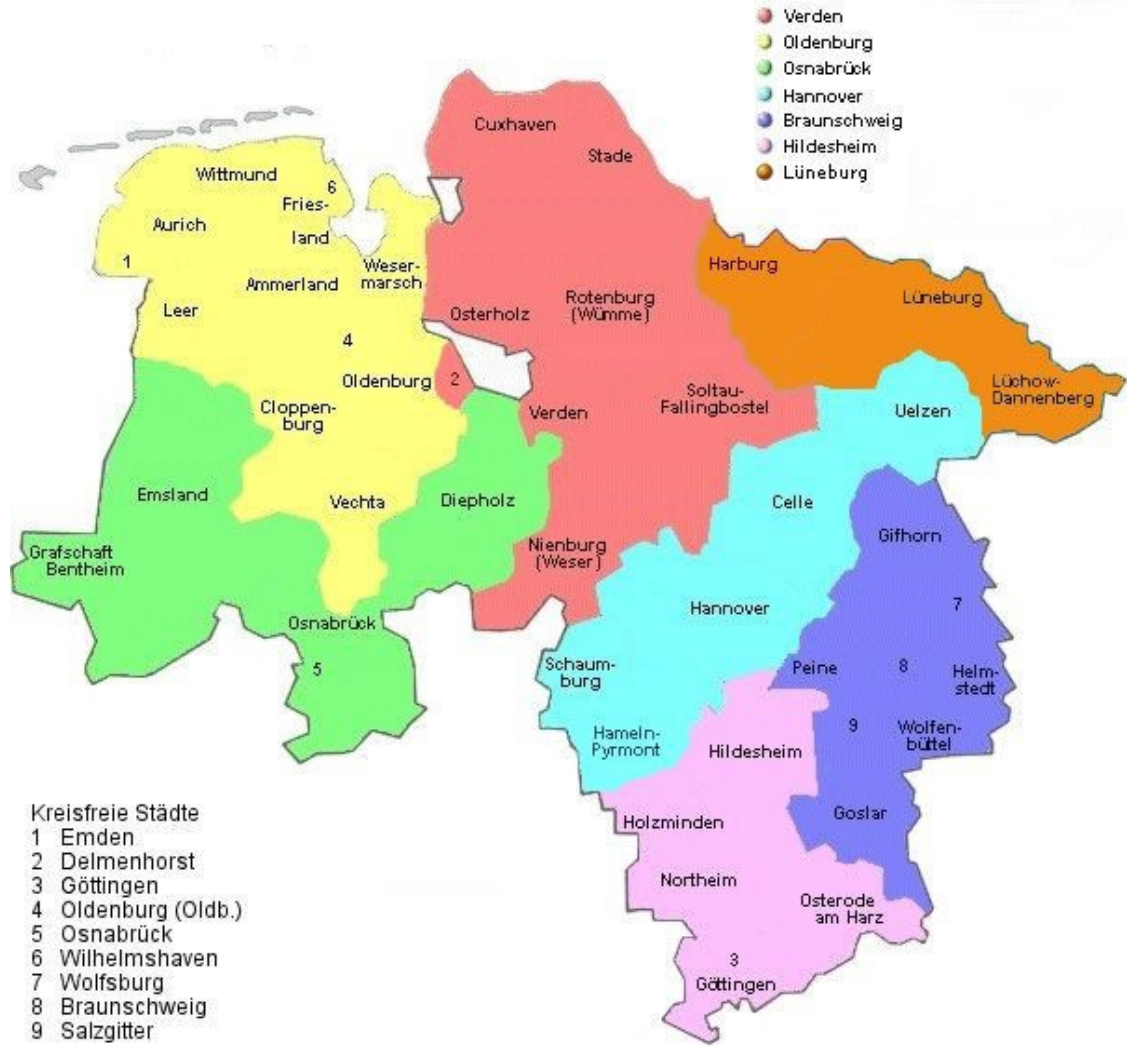 Verden
Oldenburg
Osnabrück
Hannover
Braunschweig
Hildesheim
Lüneburg
Cuxhaven
Stade
Wittmund
6
Fries-
land
Aurich
1
Weser-
marsch
Ammerland
Leer
Harburg
Lüneburg
Rotenburg
(Wümme)
Osterholz
4
Oldenburg
2
Lüchow-
Dannenberg
Soltau-
Fallingbostel
Verden
Uelzen
Cloppen-
burg
Emsland
Vechta
Diepholz
Celle
Gifhorn
Grafschaft
Bentheim
Nienburg
(Weser)
Hannover
7
Osnabrück
5
Schaum-
burg
Peine
8
Helm-
stedt
9
Wolfen-
büttel
Hameln-
Pyrmont
Hildesheim
Goslar
Holzminden
Northeim
Osterode
am Harz
3
Göttingen
Kreisfreie Städte
1 Emden
2 Delmenhorst
3 Göttingen
4 Oldenburg (Oldb.)
5 Osnabrück
6 Wilhelmshaven
7 Wolfsburg
8 Braunschweig
9 Salzgitter